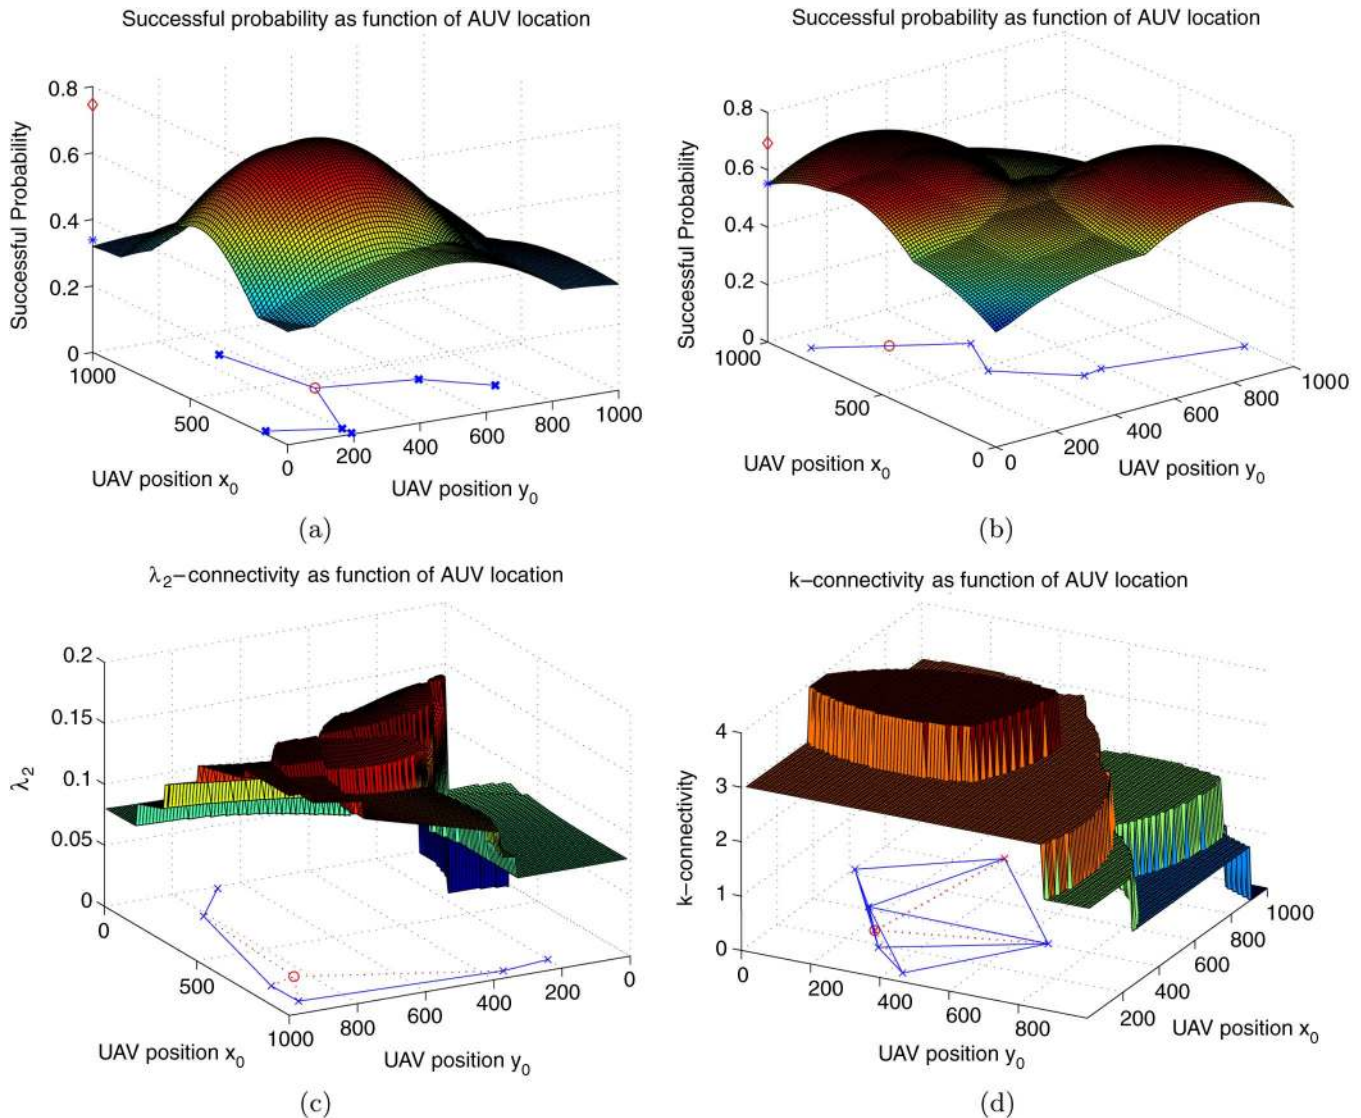 Successful probability as function of AUV location
Successful Probability
0.8
0.6
0.4
0.2
0
1000
500
0
200
400
600
800
1000
UAV position x0
UAV position y0
(a)
Successful probability as function of AUV location
Successful Probability
0.8
0.6
0.4
0.2
0
1000
500
0
0
200
400
600
800
1000
UAV position x0
UAV position y0
(b)
λ2−connectivity as function of AUV location
λ2
0.2
0.15
0.1
0.05
0
0
500
1000
800
600
400
200
0
UAV position x0
UAV position y0
(c)
k−connectivity as function of AUV location
k−connectivity
4
3
2
1
0
0
200
400
600
800
200
400
600
800
1000
UAV position y0
UAV position x0
(d)